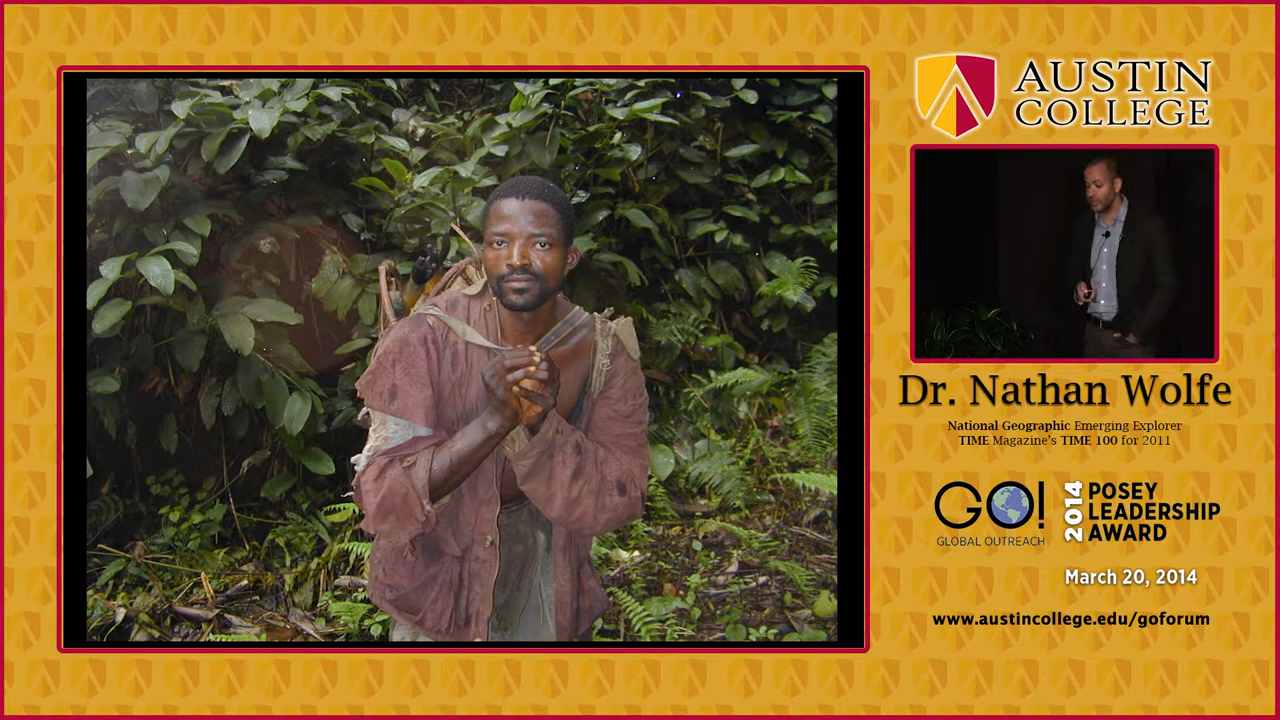 AUSTIN
COLLEGE
Dr. Nathan Wolfe
National Geographic Emerging Explorer
TIME Magazine's TIME 100 for 2011
GO!
GLOBAL OUTREACH
2014
POSEY
LEADERSHIP
AWARD
March 20, 2014
www.austincollege.edu/goforum